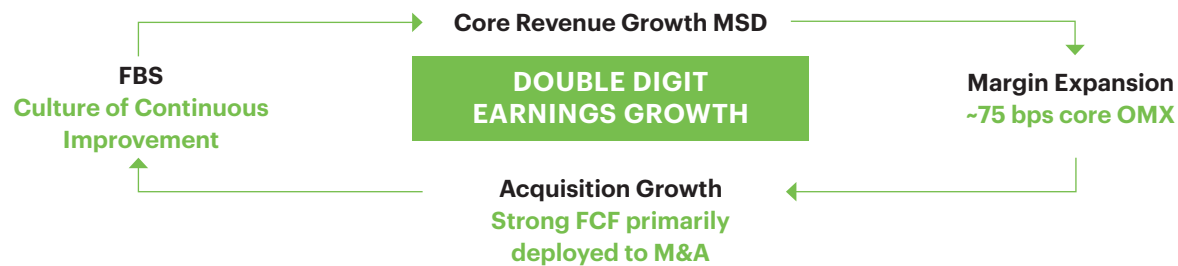 Core Revenue Growth MSD
FBS
Culture of Continuous
Improvement
DOUBLE DIGIT
EARNINGS GROWTH
Margin Expansion
~75 bps core OMX
Acquisition Growth
Strong FCF primarily
deployed to M&A